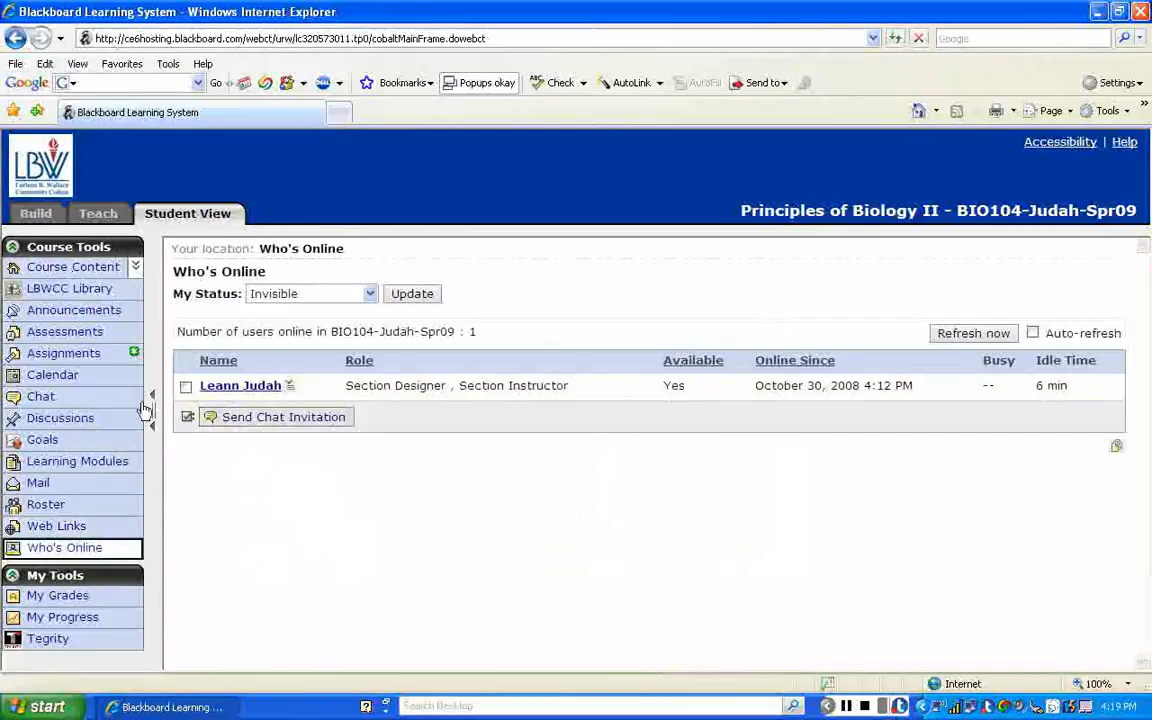 Blackboard Learning System - Windows Internet Explorer
http://ce6hosting.blackboard.com/webct/urw/lc320573011.tp0/cobaltMainFrame.dowebct
Google
File Edit View Favorites Tools Help
Google Go Bookmarks Popups okay Check AutoLink AutoFill Send to Settings
Blackboard Learning System
Page Tools
LBW
Accessibility | Help
Build Teach Student View
Principles of Biology II - BIO104-Judah-Spr09
Course Tools
Course Content
LBWCC Library
Announcements
Assessments
Assignments
Calendar
Chat
Discussions
Goals
Learning Modules
Mail
Roster
Web Links
Who's Online
My Tools
My Grades
My Progress
Tegrity
Your location: Who's Online
Who's Online
My Status: Invisible Update
Number of users online in BIO104-Judah-Spr09 : 1
Refresh now Auto-refresh
Name Role Available Online Since Busy Idle Time
Leann Judah Section Designer , Section Instructor Yes October 30, 2008 4:12 PM -- 6 min
Send Chat Invitation
Internet 100%
start Blackboard Learning ... Search Desktop 4:19 PM